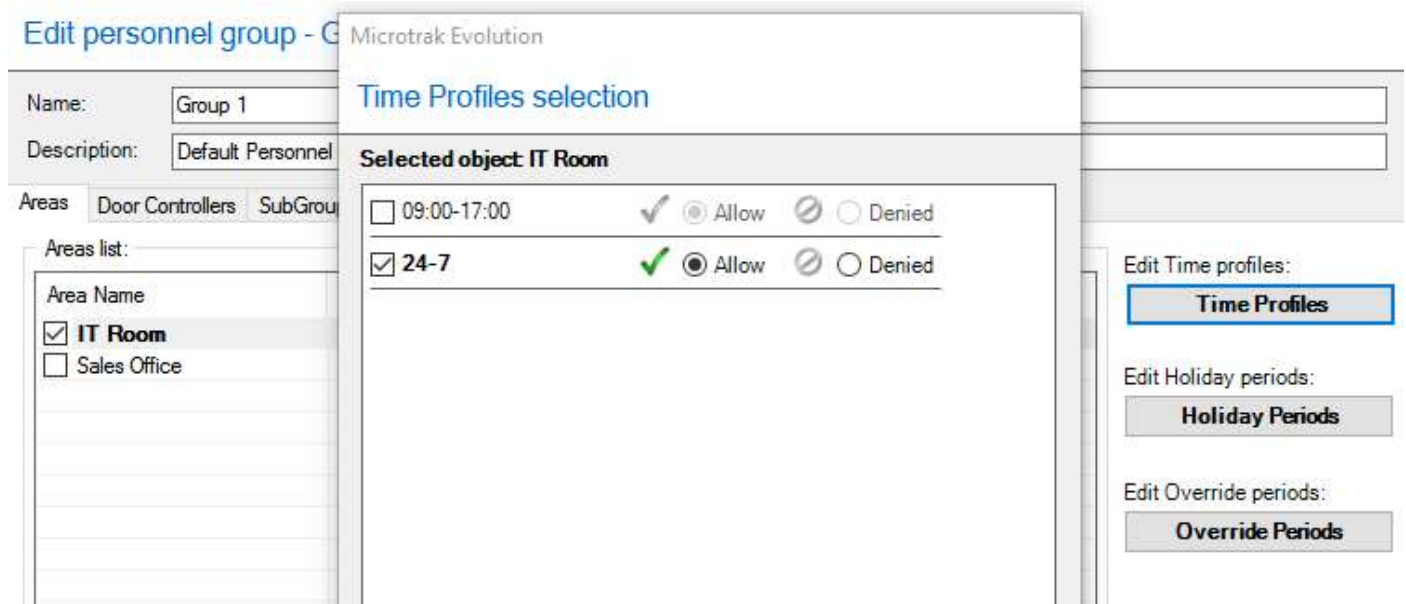 Edit personnel group - G
Microtrak Evolution
Time Profiles selection
Name:
Group 1
Description:
Default Personnel
Selected object: IT Room
Areas
Door Controllers
SubGrou
09:00-17:00
Allow
Denied
24-7
Allow
Denied
Areas list:
Area Name
IT Room
Sales Office
Edit Time profiles:
Time Profiles
Edit Holiday periods:
Holiday Periods
Edit Override periods:
Override Periods